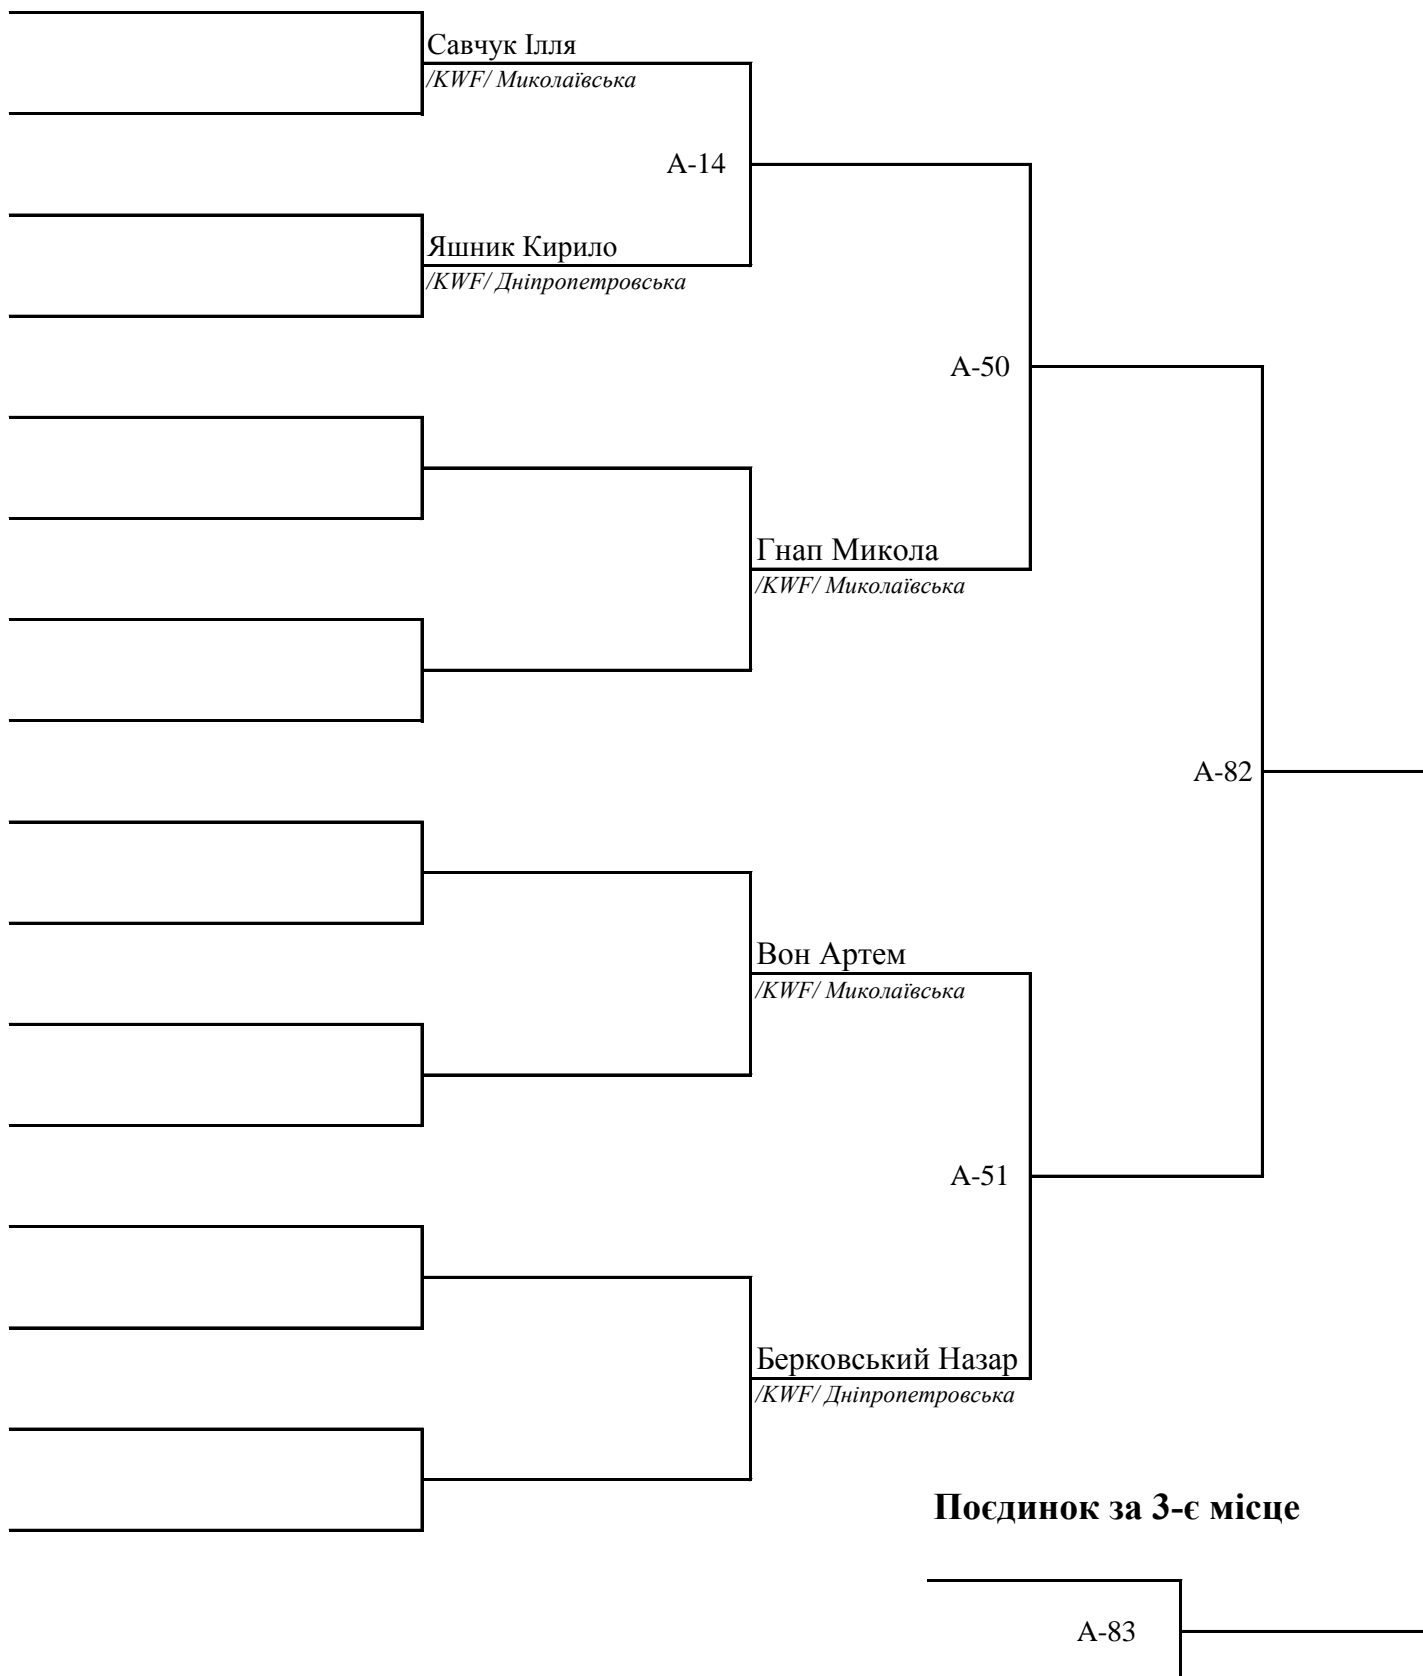 Савчук Ілля
/KWF/ Миколаївська
А-14
Яшник Кирило
/KWF/ Дніпропетровська
А-50
Гнап Микола
/KWF/ Миколаївська
А-82
Вон Артем
/KWF/ Миколаївська
А-51
Берковський Назар
/KWF/ Дніпропетровська
Поєдинок за 3-є місце
А-83